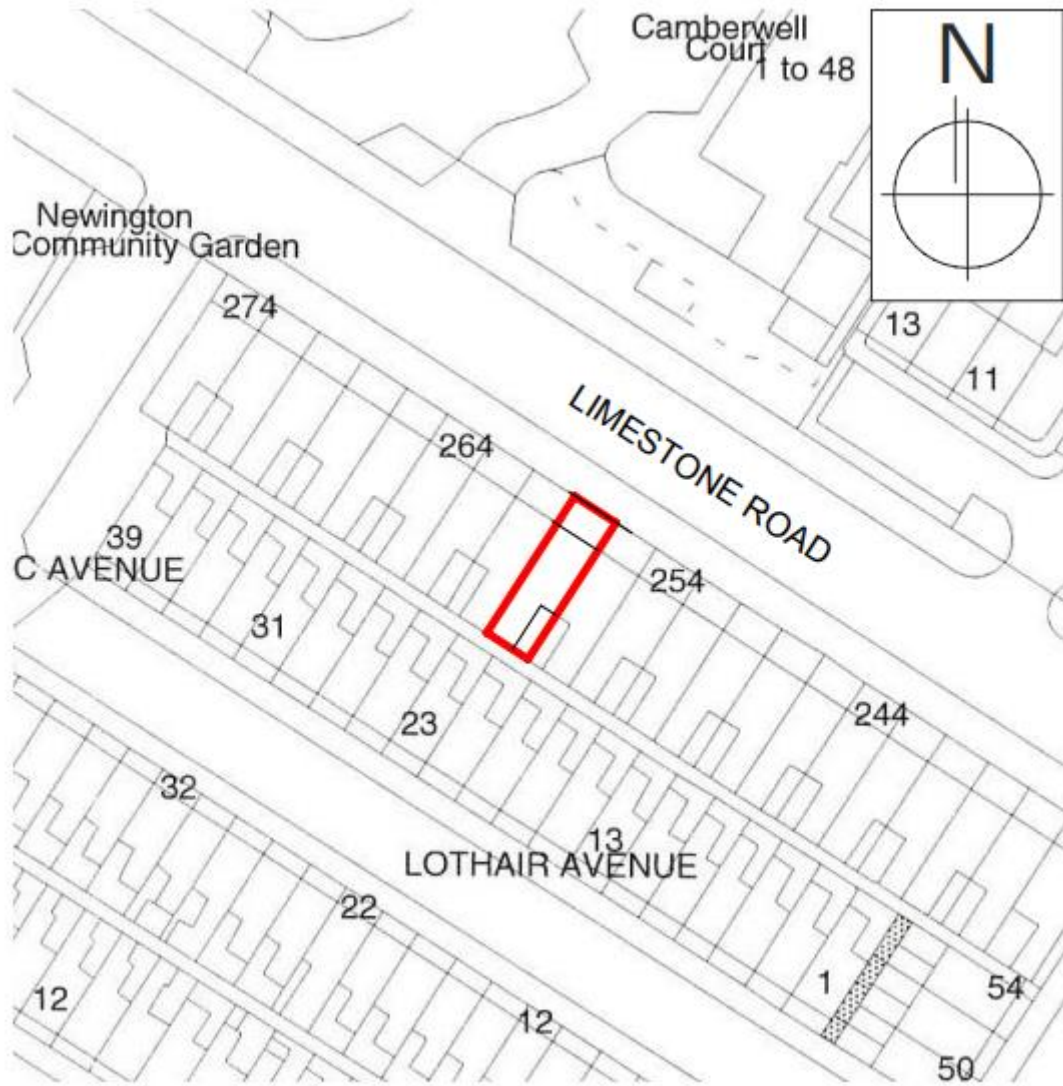 Camberwell
Court
1 to 48
N
Newington
Community Garden
274
13
11
LIMESTONE ROAD
264
39
C AVENUE
254
31
23
244
32
13
LOTHAIR AVENUE
22
1
54
12
12
50